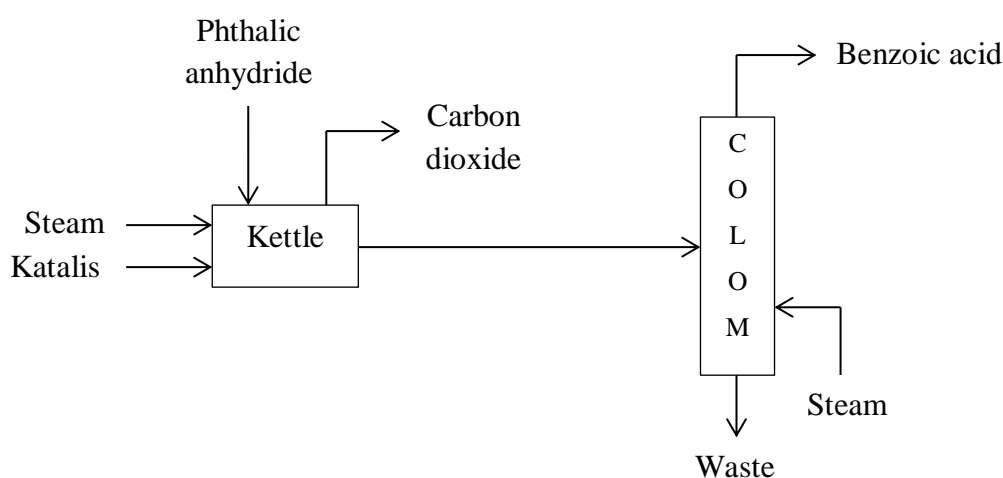 Phthalic
anhydride
Benzoic acid
Carbon
dioxide
C
O
L
O
M
Steam
Kettle
Katalis
Steam
Waste